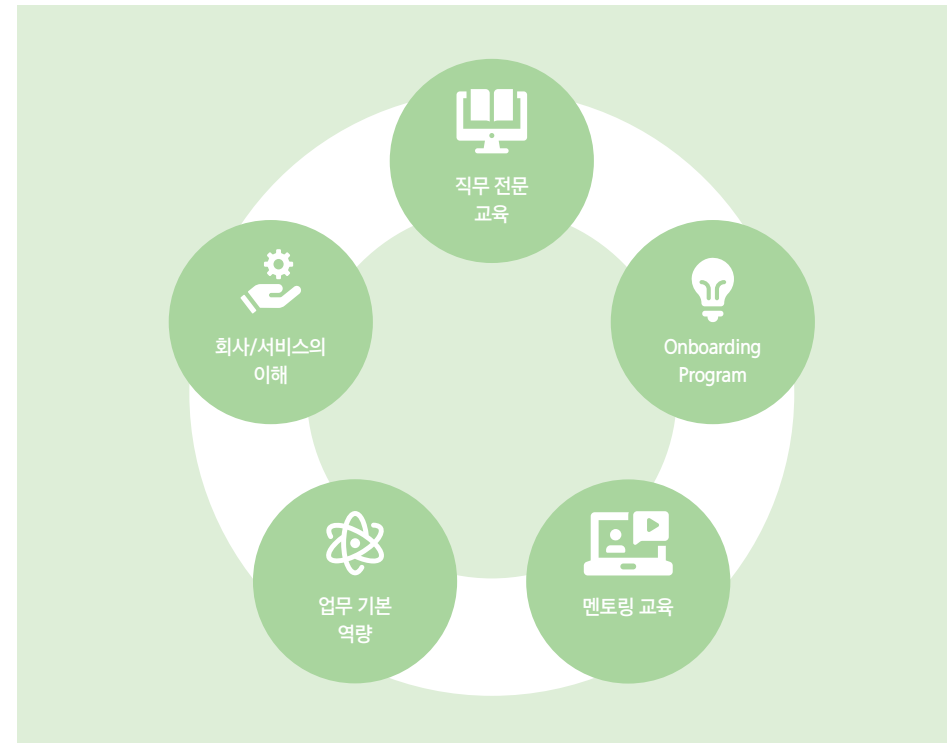 직무 전문
교육
회사/서비스의
이해
Onboarding
Program
업무 기본
역량
멘토링 교육